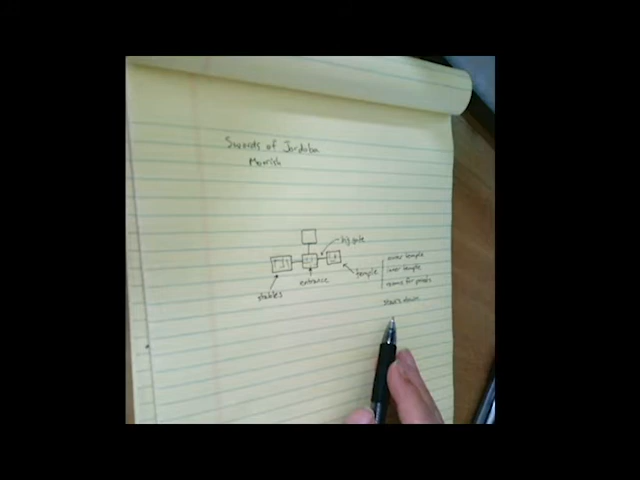 Swords of Jordoba
Moorish
big gate
outer temple
temple
inner temple
rooms for priests
entrance
stables
stairs down